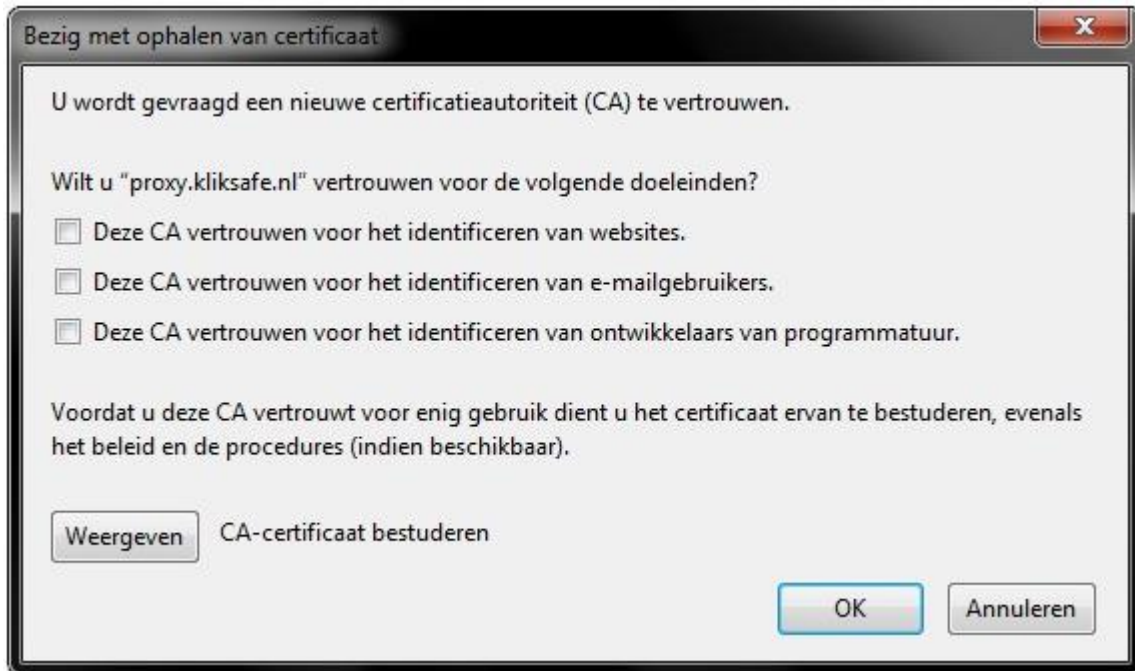 Bezig met ophalen van certificaat
U wordt gevraagd een nieuwe certificatieautoriteit (CA) te vertrouwen.
Wilt u “proxy.kliksafe.nl” vertrouwen voor de volgende doeleinden?
Deze CA vertrouwen voor het identificeren van websites.
Deze CA vertrouwen voor het identificeren van e-mailgebruikers.
Deze CA vertrouwen voor het identificeren van ontwikkelaars van programmatuur.
Voordat u deze CA vertrouwt voor enig gebruik dient u het certificaat ervan te bestuderen, evenals
het beleid en de procedures (indien beschikbaar).
Weergeven CA-certificaat bestuderen
OK Annuleren